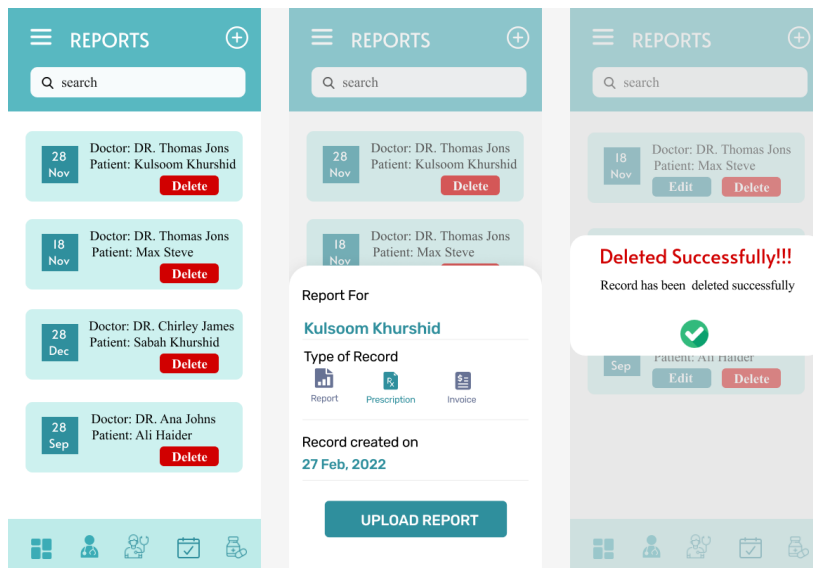 REPORTS
search
28
Nov
Doctor: DR. Thomas Jons
Patient: Kulsoom Khurshid
Delete
18
Nov
Doctor: DR. Thomas Jons
Patient: Max Steve
Delete
28
Dec
Doctor: DR. Chirley James
Patient: Sabah Khurshid
Delete
28
Sep
Doctor: DR. Ana Johns
Patient: Ali Haider
Delete
REPORTS
search
28
Nov
Doctor: DR. Thomas Jons
Patient: Kulsoom Khurshid
Delete
18
Nov
Doctor: DR. Thomas Jons
Patient: Max Steve
Report For
Kulsoom Khurshid
Type of Record
Report
Rx
Prescription
$
Invoice
Record created on
27 Feb, 2022
UPLOAD REPORT
REPORTS
search
18
Nov
Doctor: DR. Thomas Jons
Patient: Max Steve
Edit Delete
Deleted Successfully!!!
Record has been deleted successfully
Sep
Patient: Ali Haider
Edit Delete